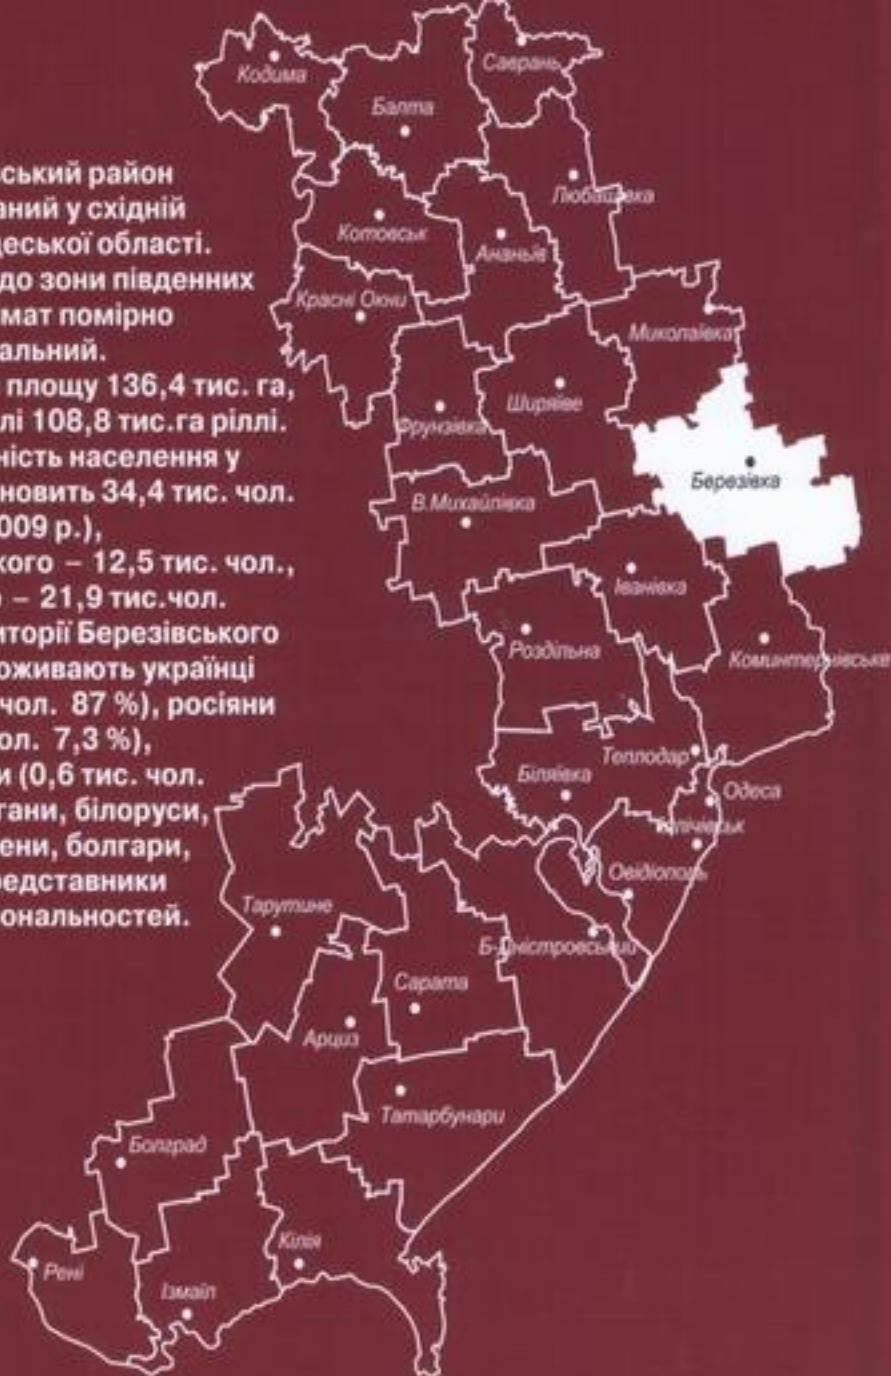 ський район
аний у східній
деської області.
до зони південних
мат помірно
альний.
площу 136,4 тис. га,
лі 108,8 тис.га ріллі.
ність населення у
новить 34,4 тис. чол.
009 р.),
кого – 12,5 тис. чол.,
о – 21,9 тис.чол.
иторії Березівського
оживають українці
чол. 87 %), росіяни
ол. 7,3 %),
и (0,6 тис. чол.
гани, білоруси,
ени, болгари,
редставники
ональностей.
Кодима
Саврань
Балта
Любашівка
Котовськ
Ананьїв
Красні Окни
Миколаївка
Ширяїве
Фрунзівка
Березівка
В.Михайлівка
Іванівка
Роздільна
Коминтернівське
Теплодар
Біляївка
Одеса
Іллічівськ
Овідіополь
Тарутине
Б-Дністровський
Сарата
Арциз
Татарбунари
Болград
Кілія
Рені
Ізмаїл